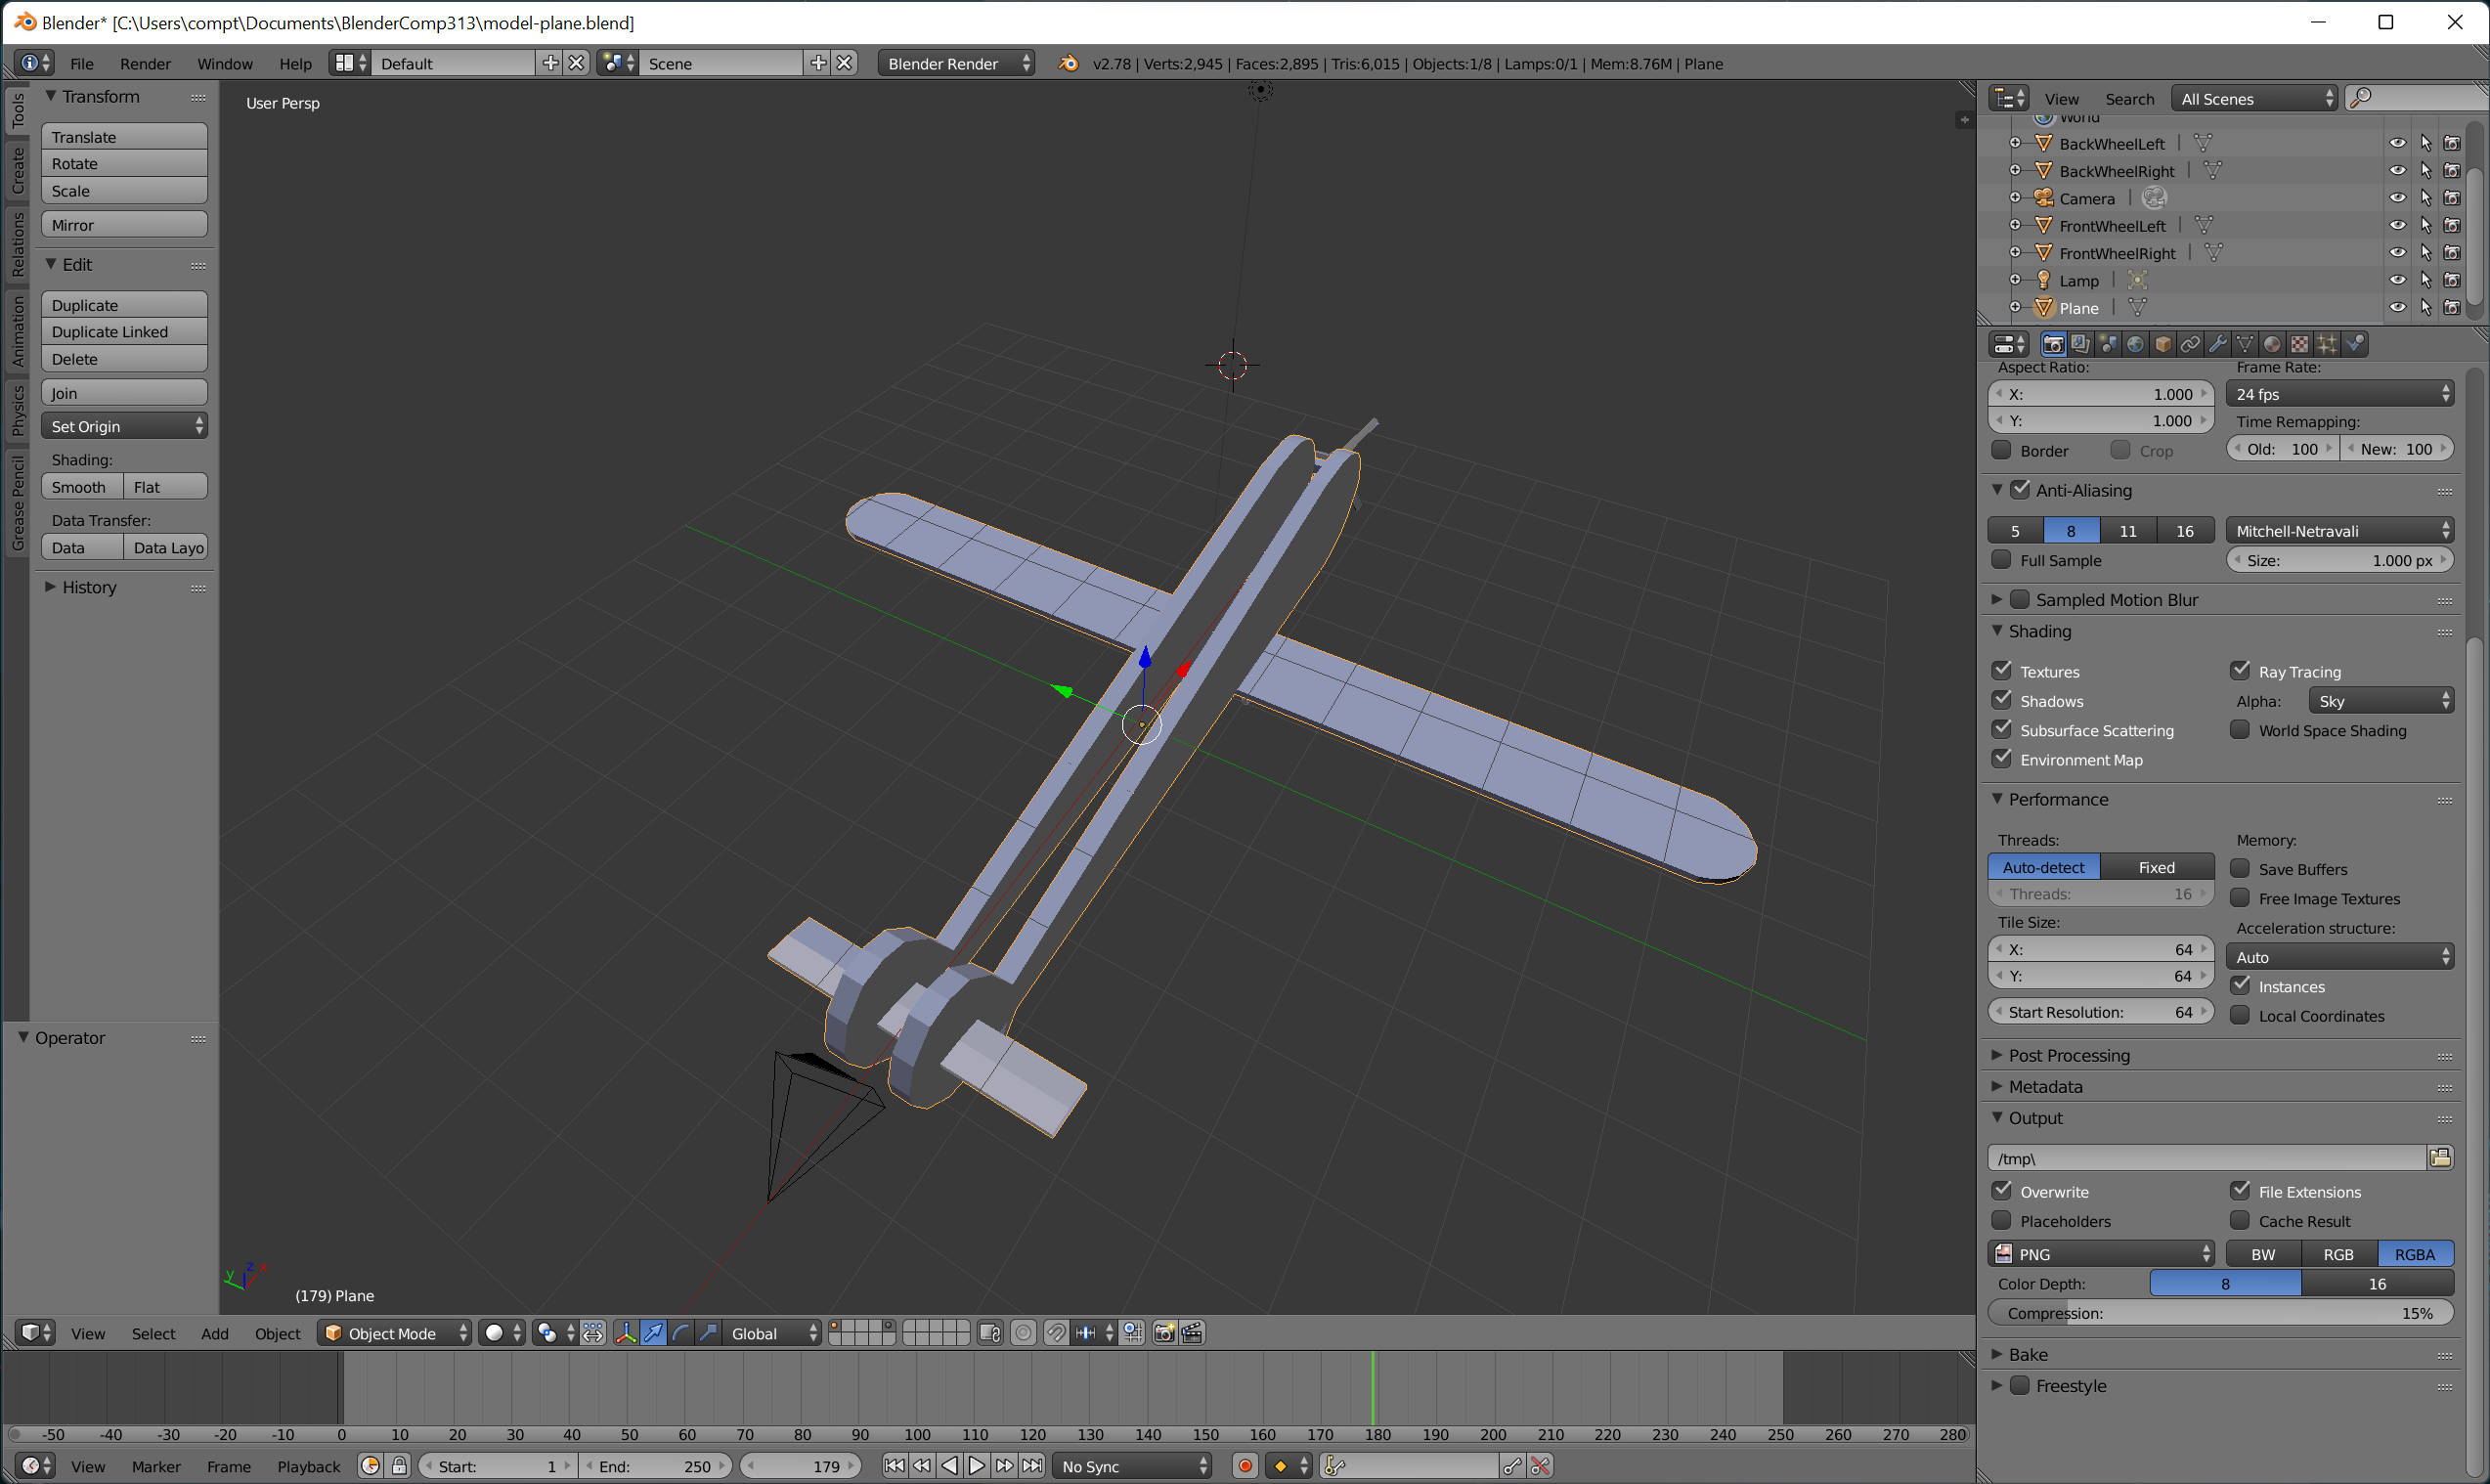 Blender* [C:\Users\compt\Documents\BlenderComp313\model-plane.blend]
File Render Window Help Default Scene Blender Render v2.78 | Verts:2,945 | Faces:2,895 | Tris:6,015 | Objects:1/8 | Lamps:0/1 | Mem:8.76M | Plane
Tools
Create
Relations
Animation
Physics
Grease Pencil
Transform
Translate
Rotate
Scale
Mirror
Edit
Duplicate
Duplicate Linked
Delete
Join
Set Origin
Shading:
Smooth Flat
Data Transfer:
Data Data Layo
History
Operator
User Persp
y z x
(179) Plane
View Search All Scenes
World
BackWheelLeft
BackWheelRight
Camera
FrontWheelLeft
FrontWheelRight
Lamp
Plane
Aspect Ratio: Frame Rate:
X: 1.000 24 fps
Y: 1.000 Time Remapping:
Border Crop Old: 100 New: 100
Anti-Aliasing
5 8 11 16 Mitchell-Netravali
Full Sample Size: 1.000 px
Sampled Motion Blur
Shading
Textures Ray Tracing
Shadows Alpha: Sky
Subsurface Scattering World Space Shading
Environment Map
Performance
Threads: Memory:
Auto-detect Fixed Save Buffers
Threads: 16 Free Image Textures
Tile Size: Acceleration structure:
X: 64 Auto
Y: 64 Instances
Start Resolution: 64 Local Coordinates
Post Processing
Metadata
Output
/tmp\
Overwrite File Extensions
Placeholders Cache Result
PNG BW RGB RGBA
Color Depth: 8 16
Compression: 15%
Bake
Freestyle
View Select Add Object Object Mode Global
-50 -40 -30 -20 -10 0 10 20 30 40 50 60 70 80 90 100 110 120 130 140 150 160 170 180 190 200 210 220 230 240 250 260 270 280
View Marker Frame Playback Start: 1 End: 250 179 No Sync